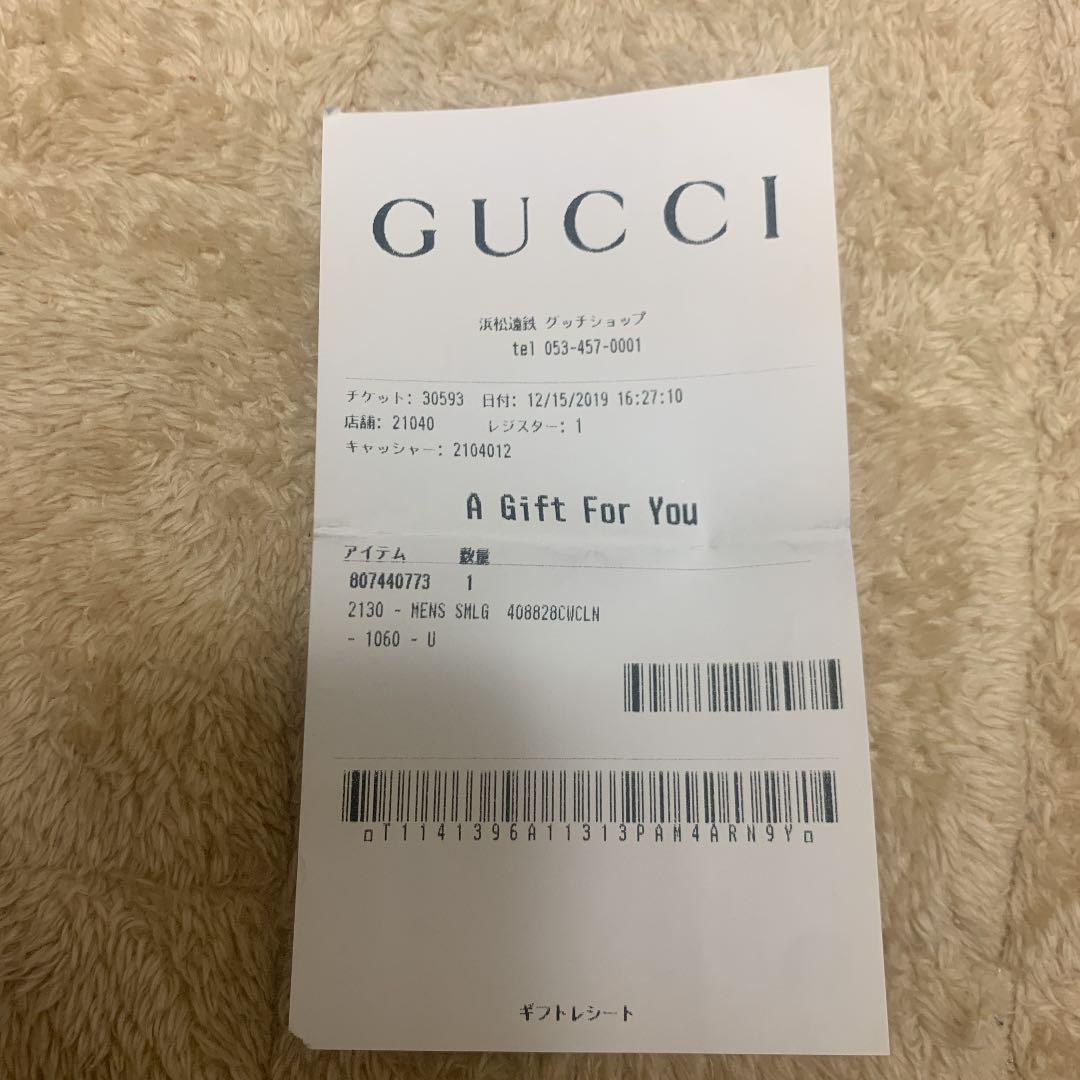 GUCCI
浜松遠鉄 グッチショップ
tel 053-457-0001
チケット: 30593 日付: 12/15/2019 16:27:10
店舗: 21040 レジスター: 1
キャッシャー: 2104012
A Gift For You
アイテム 数量
807440773 1
2130 - MENS SMLG 408828CWCLN
- 1060 - U
T1141396A11313PAM4ARN9Y
ギフトレシート